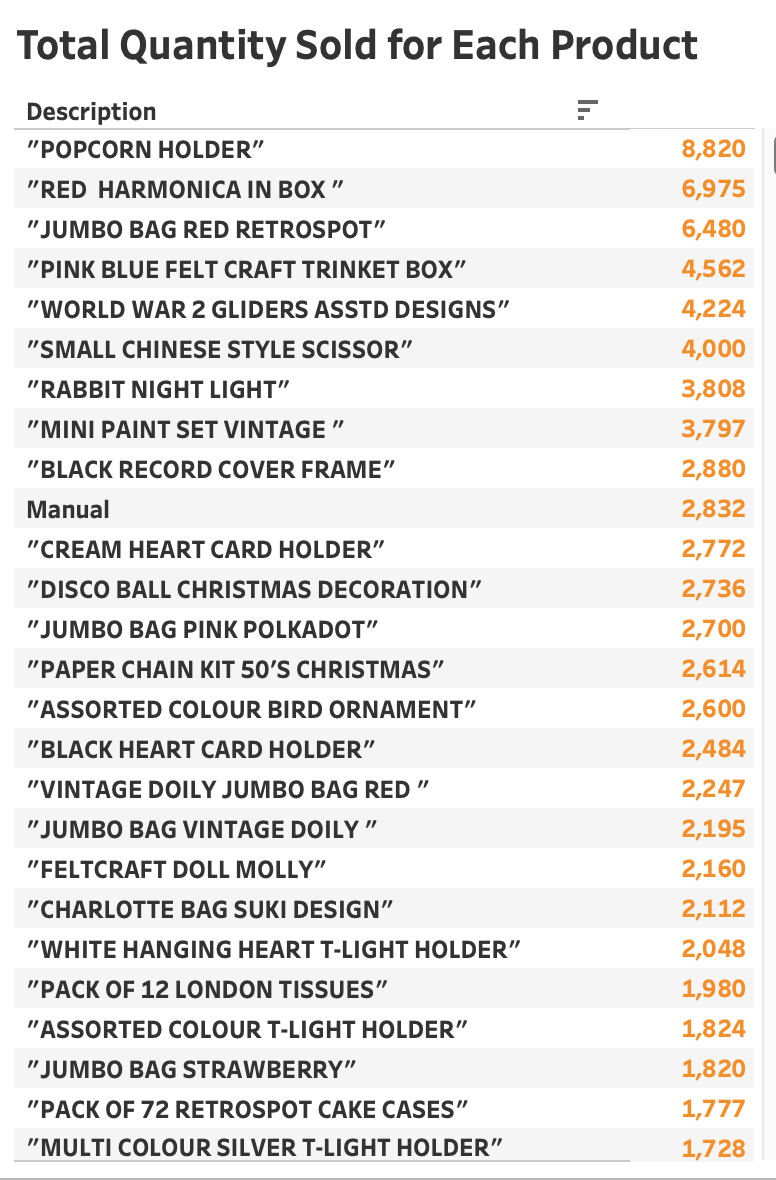 Total Quantity Sold for Each Product
Description
"POPCORN HOLDER" 8,820
"RED  HARMONICA IN BOX " 6,975
"JUMBO BAG RED RETROSPOT" 6,480
"PINK BLUE FELT CRAFT TRINKET BOX" 4,562
"WORLD WAR 2 GLIDERS ASSTD DESIGNS" 4,224
"SMALL CHINESE STYLE SCISSOR" 4,000
"RABBIT NIGHT LIGHT" 3,808
"MINI PAINT SET VINTAGE " 3,797
"BLACK RECORD COVER FRAME" 2,880
Manual 2,832
"CREAM HEART CARD HOLDER" 2,772
"DISCO BALL CHRISTMAS DECORATION" 2,736
"JUMBO BAG PINK POLKADOT" 2,700
"PAPER CHAIN KIT 50'S CHRISTMAS" 2,614
"ASSORTED COLOUR BIRD ORNAMENT" 2,600
"BLACK HEART CARD HOLDER" 2,484
"VINTAGE DOILY JUMBO BAG RED " 2,247
"JUMBO BAG VINTAGE DOILY " 2,195
"FELTCRAFT DOLL MOLLY" 2,160
"CHARLOTTE BAG SUKI DESIGN" 2,112
"WHITE HANGING HEART T-LIGHT HOLDER" 2,048
"PACK OF 12 LONDON TISSUES" 1,980
"ASSORTED COLOUR T-LIGHT HOLDER" 1,824
"JUMBO BAG STRAWBERRY" 1,820
"PACK OF 72 RETROSPOT CAKE CASES" 1,777
"MULTI COLOUR SILVER T-LIGHT HOLDER" 1,728